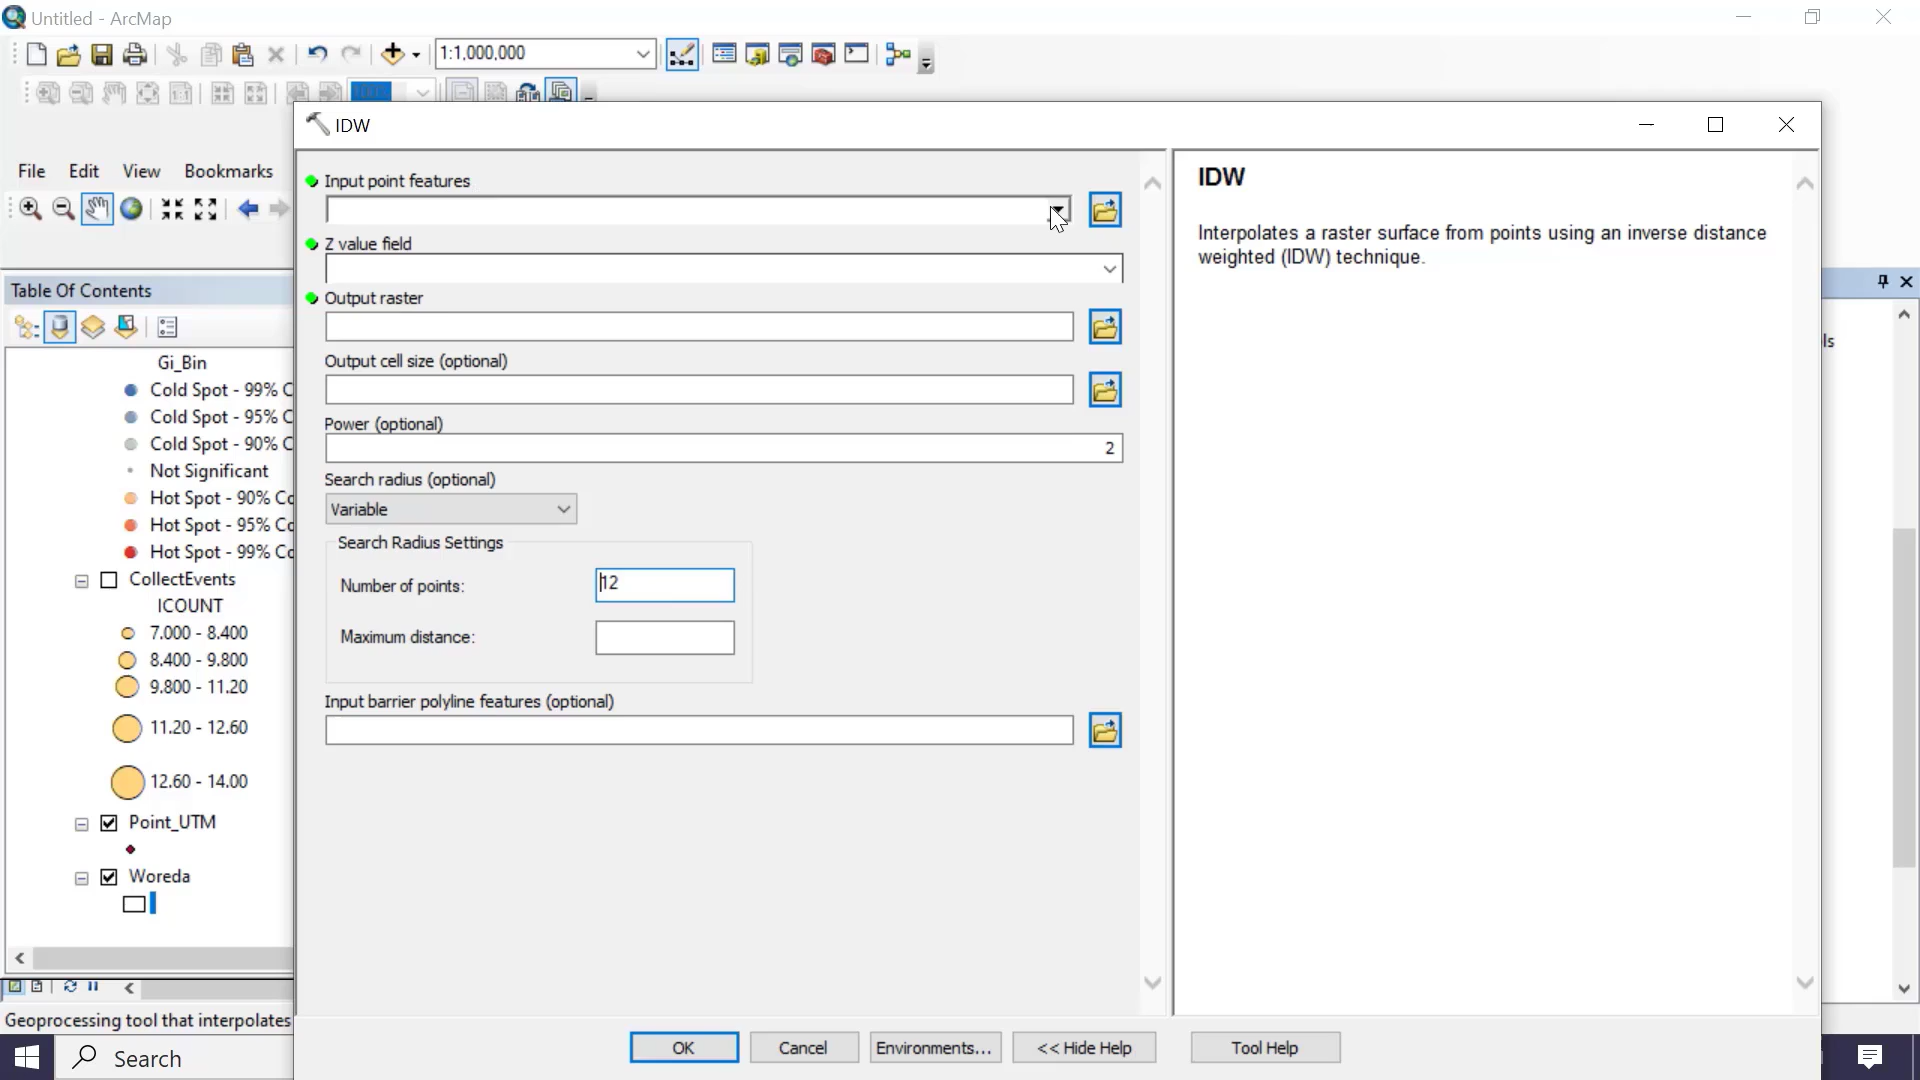 Untitled - ArcMap
1:1,000,000
File Edit View Bookmarks
Table Of Contents
Gi_Bin
Cold Spot - 99% C
Cold Spot - 95% C
Cold Spot - 90% C
Not Significant
Hot Spot - 90% Co
Hot Spot - 95% Co
Hot Spot - 99% Co
CollectEvents
ICOUNT
7.000 - 8.400
8.400 - 9.800
9.800 - 11.20
11.20 - 12.60
12.60 - 14.00
Point_UTM
Woreda
Geoprocessing tool that interpolates
Search
IDW
Input point features
Z value field
Output raster
Output cell size (optional)
Power (optional)
2
Search radius (optional)
Variable
Search Radius Settings
Number of points:
12
Maximum distance:
Input barrier polyline features (optional)
OK Cancel Environments... << Hide Help Tool Help
IDW
Interpolates a raster surface from points using an inverse distance
weighted (IDW) technique.
ls